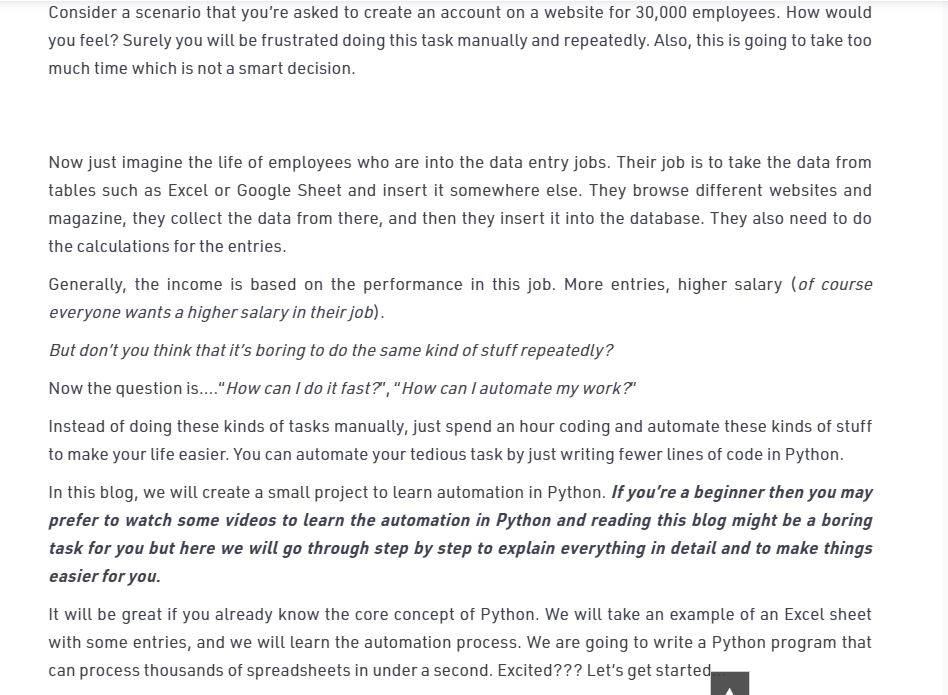 Consider a scenario that you’re asked to create an account on a website for 30,000 employees. How would
you feel? Surely you will be frustrated doing this task manually and repeatedly. Also, this is going to take too
much time which is not a smart decision.
Now just imagine the life of employees who are into the data entry jobs. Their job is to take the data from
tables such as Excel or Google Sheet and insert it somewhere else. They browse different websites and
magazine, they collect the data from there, and then they insert it into the database. They also need to do
the calculations for the entries.
Generally, the income is based on the performance in this job. More entries, higher salary (of course
everyone wants a higher salary in their job).
But don’t you think that it’s boring to do the same kind of stuff repeatedly?
Now the question is....“How can I do it fast?”, “How can I automate my work?”
Instead of doing these kinds of tasks manually, just spend an hour coding and automate these kinds of stuff
to make your life easier. You can automate your tedious task by just writing fewer lines of code in Python.
In this blog, we will create a small project to learn automation in Python. If you’re a beginner then you may
prefer to watch some videos to learn the automation in Python and reading this blog might be a boring
task for you but here we will go through step by step to explain everything in detail and to make things
easier for you.
It will be great if you already know the core concept of Python. We will take an example of an Excel sheet
with some entries, and we will learn the automation process. We are going to write a Python program that
can process thousands of spreadsheets in under a second. Excited??? Let’s get started...